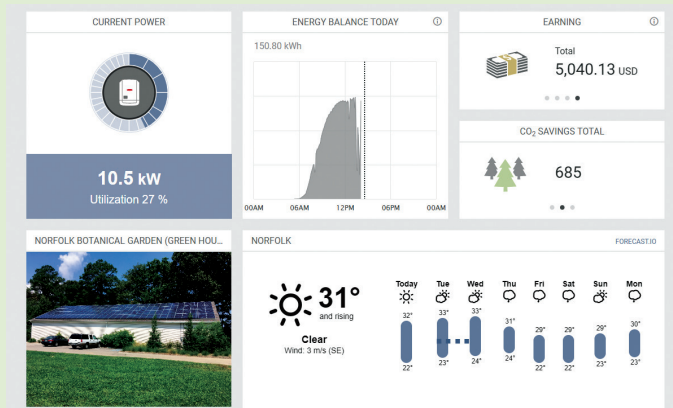 CURRENT POWER
10.5 kW
Utilization 27 %
ENERGY BALANCE TODAY
150.80 kWh
00AM 06AM 12PM 06PM 00AM
EARNING
Total
5,040.13 USD
CO₂ SAVINGS TOTAL
685
NORFOLK BOTANICAL GARDEN (GREEN HOU...
NORFOLK
FORECAST.IO
31°
and rising
Clear
Wind: 3 m/s (SE)
Today Tue Wed Thu Fri Sat Sun Mon
32° 33° 33° 31° 29° 29° 29° 30°
22° 23° 24° 24° 22° 22° 23° 23°